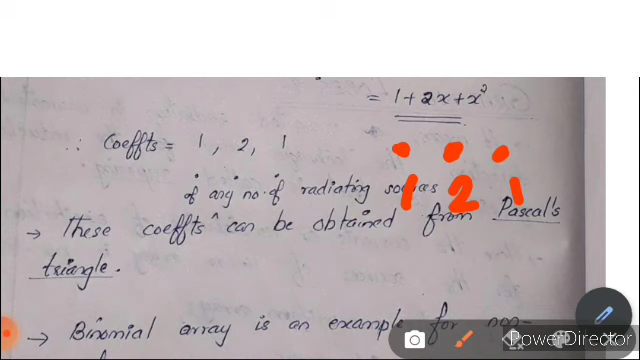 = 1+2x+x²
∴ Coeffts = 1, 2, 1
1 2 1
of any no. of radiating sources
→ These coeffts ^ can be obtained from Pascal's
triangle.
→ Binomial array is an example for non-
PowerDirector